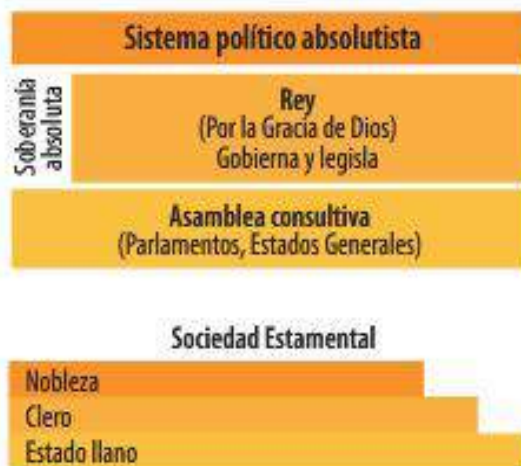 Sistema político absolutista
Soberanía
absoluta
Rey
(Por la Gracia de Dios)
Gobierna y legisla
Asamblea consultiva
(Parlamentos, Estados Generales)
Sociedad Estamental
Nobleza
Clero
Estado llano